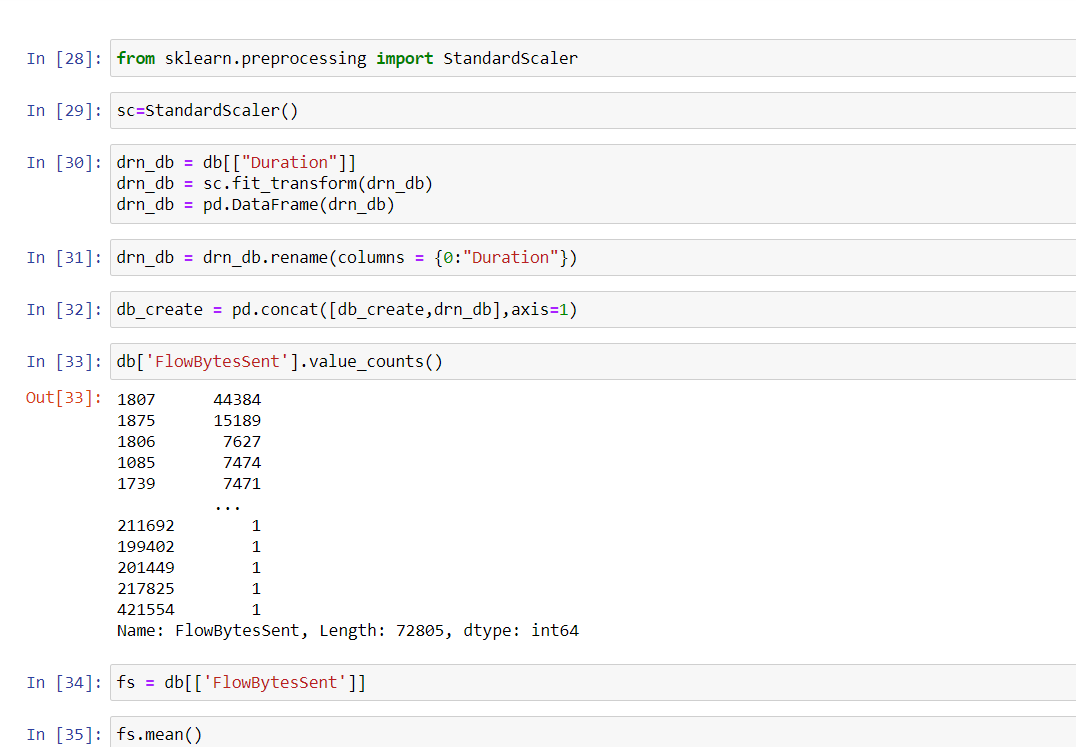 In [28]: from sklearn.preprocessing import StandardScaler
In [29]: sc=StandardScaler()
In [30]: drn_db = db[["Duration"]]
drn_db = sc.fit_transform(drn_db)
drn_db = pd.DataFrame(drn_db)
In [31]: drn_db = drn_db.rename(columns = {0:"Duration"})
In [32]: db_create = pd.concat([db_create,drn_db],axis=1)
In [33]: db['FlowBytesSent'].value_counts()
Out[33]: 1807 44384
1875 15189
1806 7627
1085 7474
1739 7471
...
211692 1
199402 1
201449 1
217825 1
421554 1
Name: FlowBytesSent, Length: 72805, dtype: int64
In [34]: fs = db[['FlowBytesSent']]
In [35]: fs.mean()